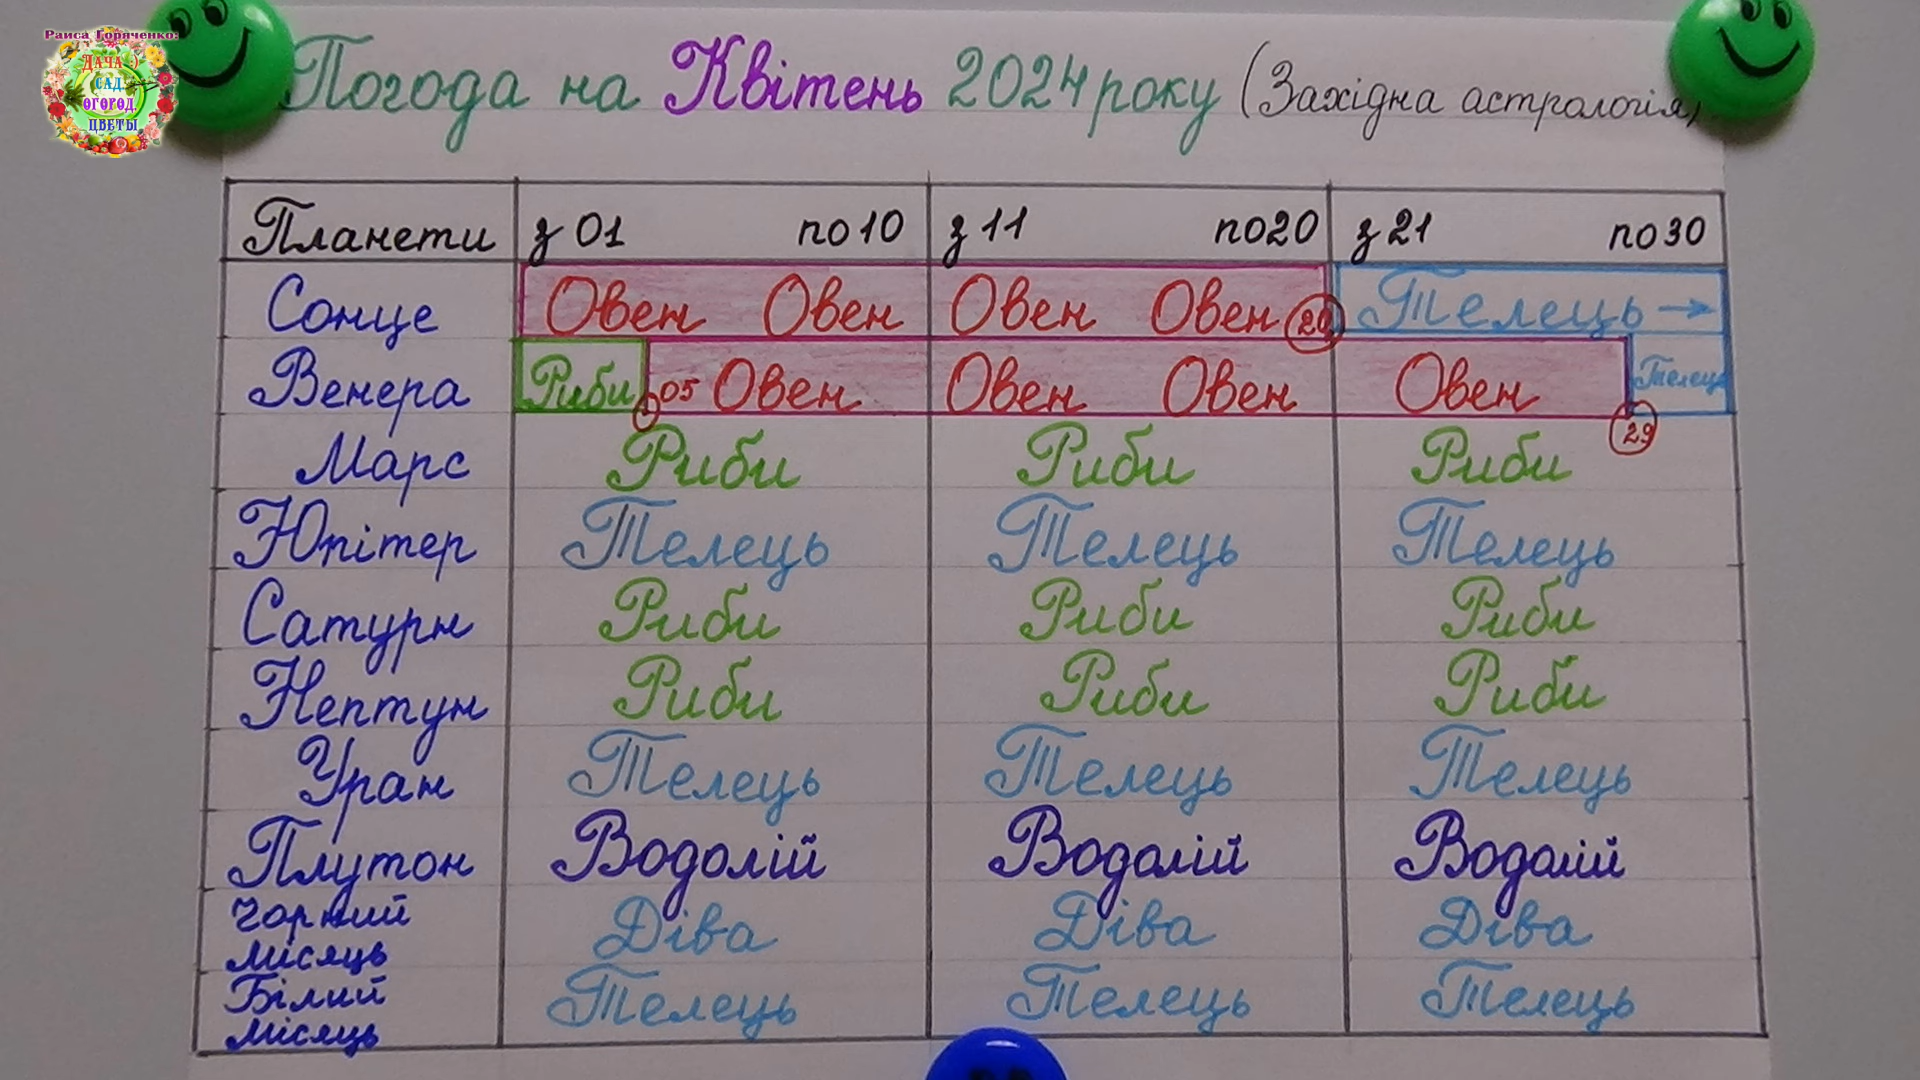 Раиса Горяченко:
ДАЧА :)
САД,
ОГОРОД,
ЦВЕТЫ
Погода на Квітень 2024 року (Західна астрологія)
Планети з 01 по 10 з 11 по 20 з 21 по 30
Сонце Овен Овен Овен Овен 20 Телець →
Венера Риби 05 Овен Овен Овен Овен 29 Телець
Марс Риби Риби Риби
Юпітер Телець Телець Телець
Сатурн Риби Риби Риби
Нептун Риби Риби Риби
Уран Телець Телець Телець
Плутон Водолій Водолій Водолій
Чорний місяць Діва Діва Діва
Білий місяць Телець Телець Телець